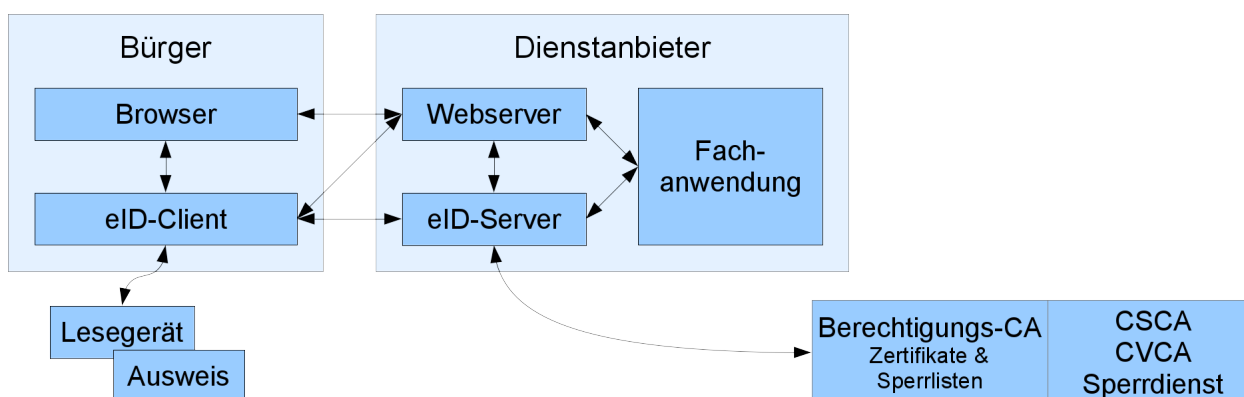 Bürger
Browser
eID-Client
Lesegerät
Ausweis
Dienstanbieter
Webserver
eID-Server
Fach-
anwendung
Berechtigungs-CA
Zertifikate &
Sperrlisten
CSCA
CVCA
Sperrdienst